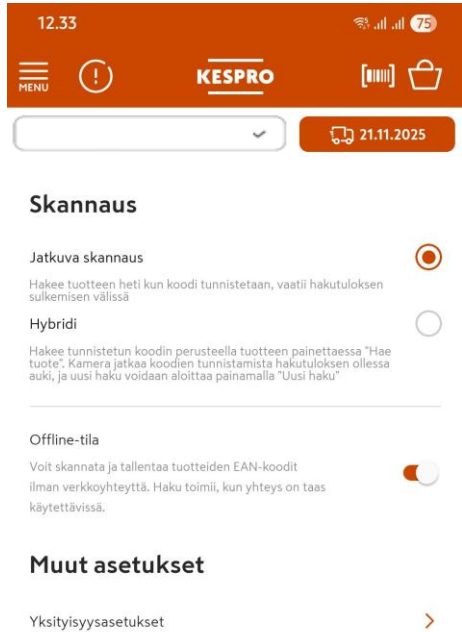 12.33
75
MENU
KESPRO
21.11.2025
Skannaus
Jatkuva skannaus
Hakee tuotteen heti kun koodi tunnistetaan, vaatii hakutuloksen
sulkemisen välissä
Hybridi
Hakee tunnistetun koodin perusteella tuotteen painettaessa "Hae
tuote". Kamera jatkaa koodien tunnistamista hakutuloksen ollessa
auki, ja uusi haku voidaan aloittaa painamalla "Uusi haku"
Offline-tila
Voit skannata ja tallentaa tuotteiden EAN-koodit
ilman verkkoyhteyttä. Haku toimii, kun yhteys on taas
käytettävissä.
Muut asetukset
Yksityisyysasetukset